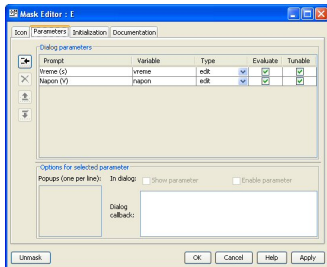 Mask Editor : E
Icon Parameters Initialization Documentation
Dialog parameters
Prompt Variable Type Evaluate Tunable
Vreme (s) vreme edit
Napon (V) napon edit
Options for selected parameter
Popups (one per line): In dialog: Show parameter Enable parameter
Dialog
callback:
Unmask OK Cancel Help Apply